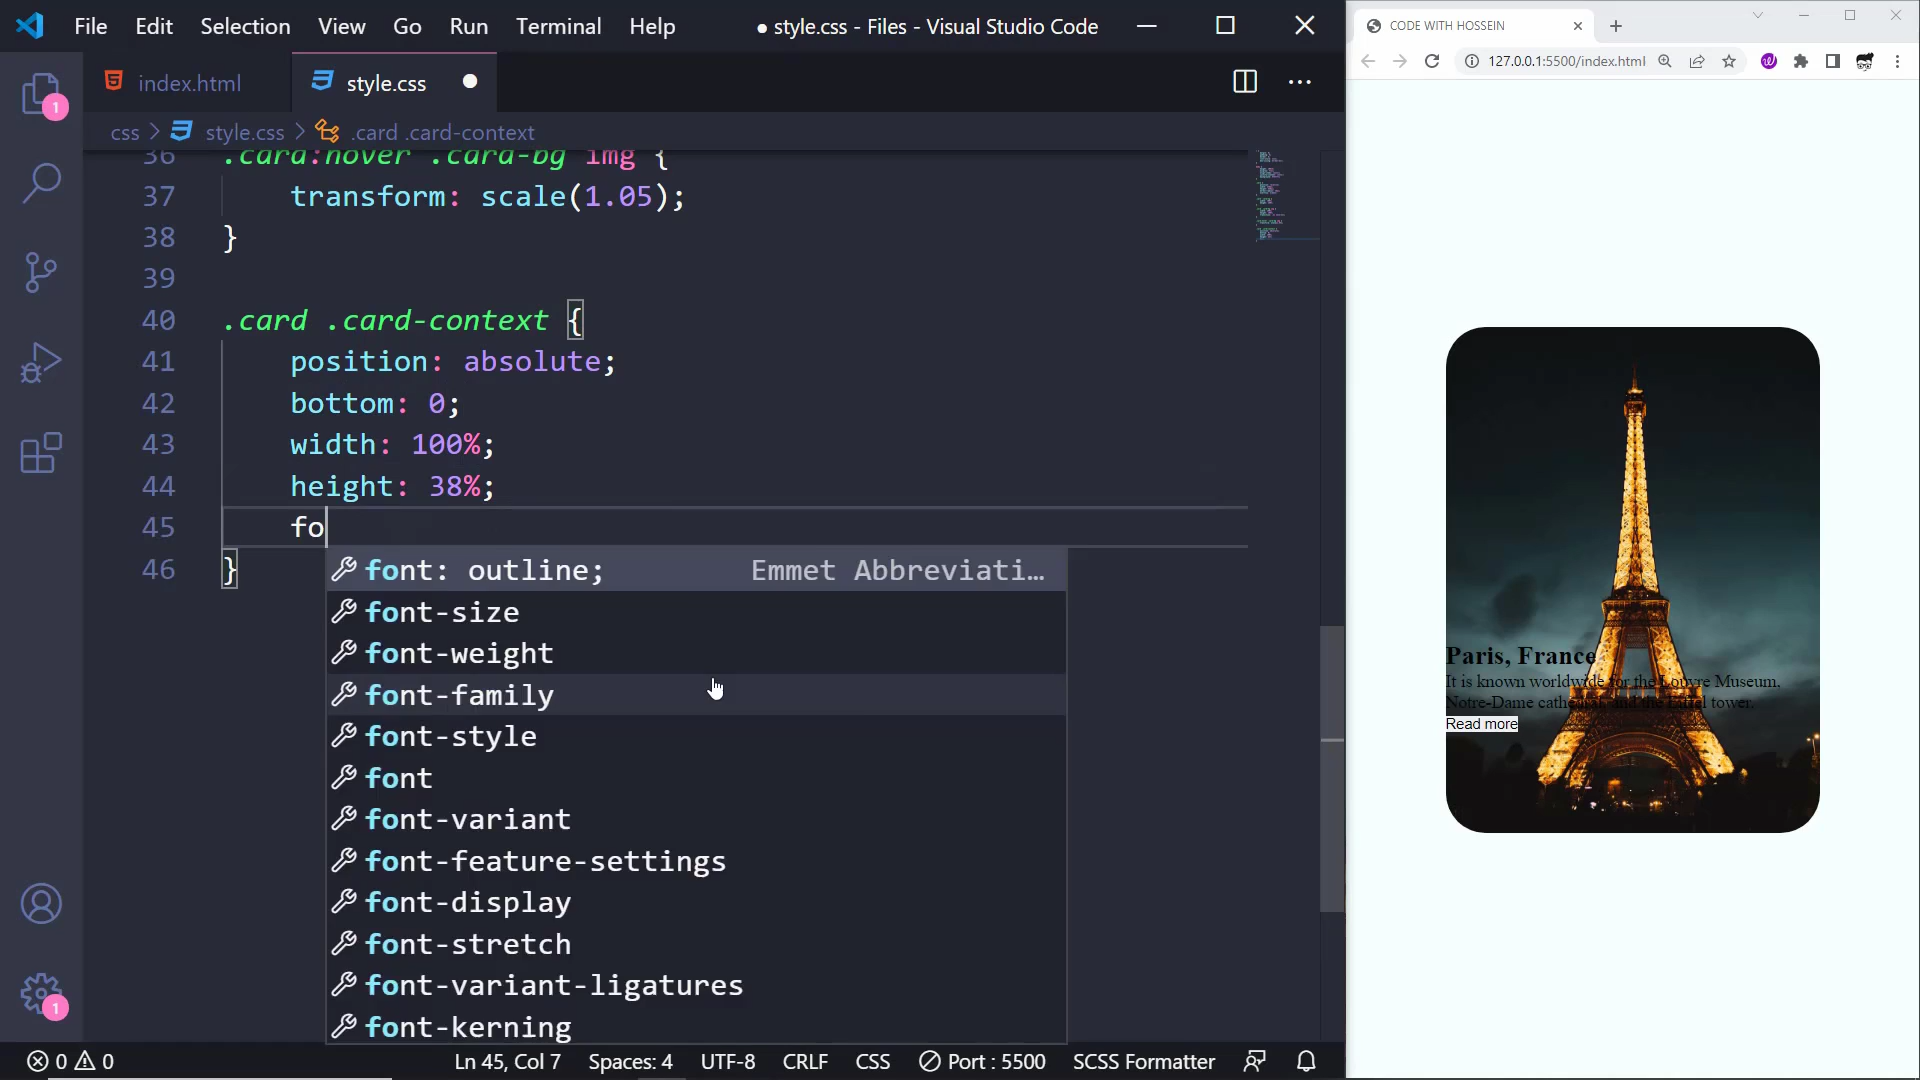 File Edit Selection View Go Run Terminal Help
● style.css - Files - Visual Studio Code
index.html
style.css
css > style.css > .card .card-context
36 .card:hover .card-bg img {
37 transform: scale(1.05);
38 }
39
40 .card .card-context {
41 position: absolute;
42 bottom: 0;
43 width: 100%;
44 height: 38%;
45 fo
46 }
font: outline; Emmet Abbreviati...
font-size
font-weight
font-family
font-style
font
font-variant
font-feature-settings
font-display
font-stretch
font-variant-ligatures
font-kerning
1
1
0 0
Ln 45, Col 7 Spaces: 4 UTF-8 CRLF CSS Port : 5500 SCSS Formatter
CODE WITH HOSSEIN
127.0.0.1:5500/index.html
Paris, France
It is known worldwide for the Louvre Museum,
Notre-Dame cathedral, and the Eiffel tower.
Read more